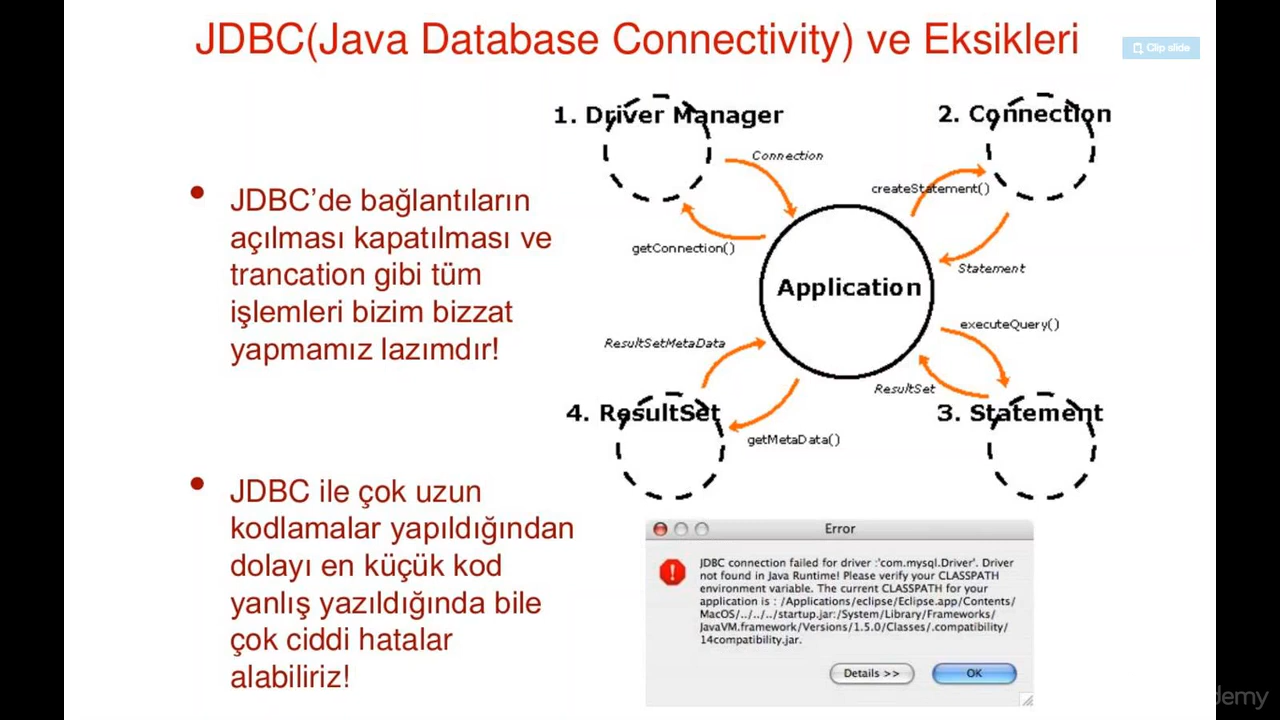 JDBC(Java Database Connectivity) ve Eksikleri
Clip slide
• JDBC’de bağlantıların
açılması kapatılması ve
trancation gibi tüm
işlemleri bizim bizzat
yapmamız lazımdır!
• JDBC ile çok uzun
kodlamalar yapıldığından
dolayı en küçük kod
yanlış yazıldığında bile
çok ciddi hatalar
alabiliriz!
1. Driver Manager
2. Connection
Connection
createStatement()
getConnection()
Statement
Application
executeQuery()
ResultSetMetaData
ResultSet
4. ResultSet
3. Statement
getMetaData()
Error
JDBC connection failed for driver :'com.mysql.Driver'. Driver
not found in Java Runtime! Please verify your CLASSPATH
environment variable. The current CLASSPATH for your
application is : /Applications/eclipse/Eclipse.app/Contents/
MacOS/../../../startup.jar:/System/Library/Frameworks/
JavaVM.framework/Versions/1.5.0/Classes/.compatibility/
14compatibility.jar.
Details >>
OK
demy